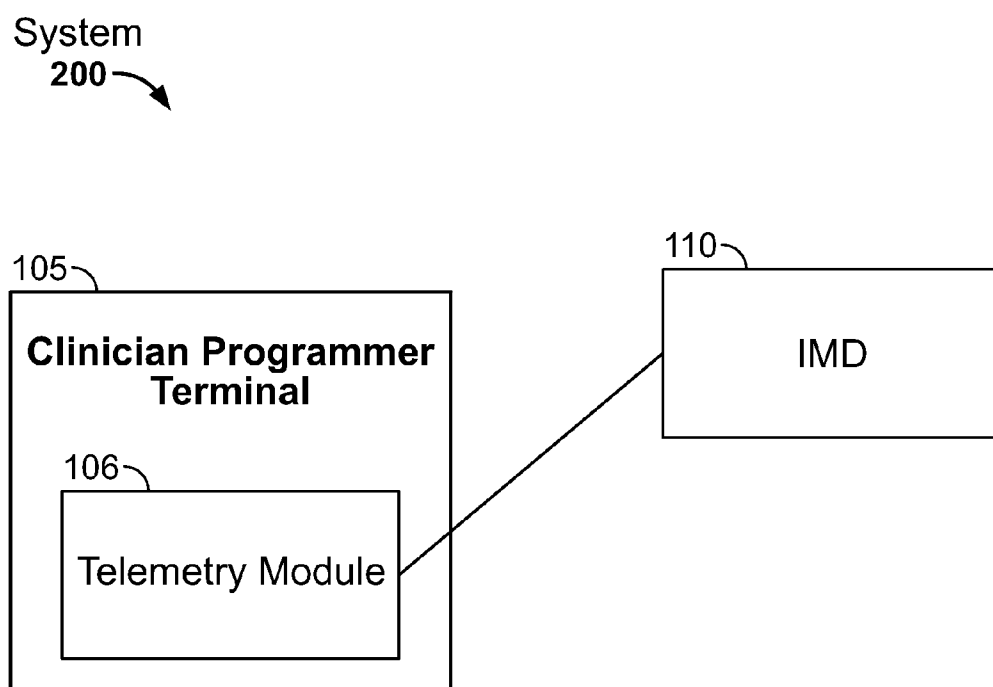 System
200
105
Clinician Programmer
Terminal
106
Telemetry Module
110
IMD